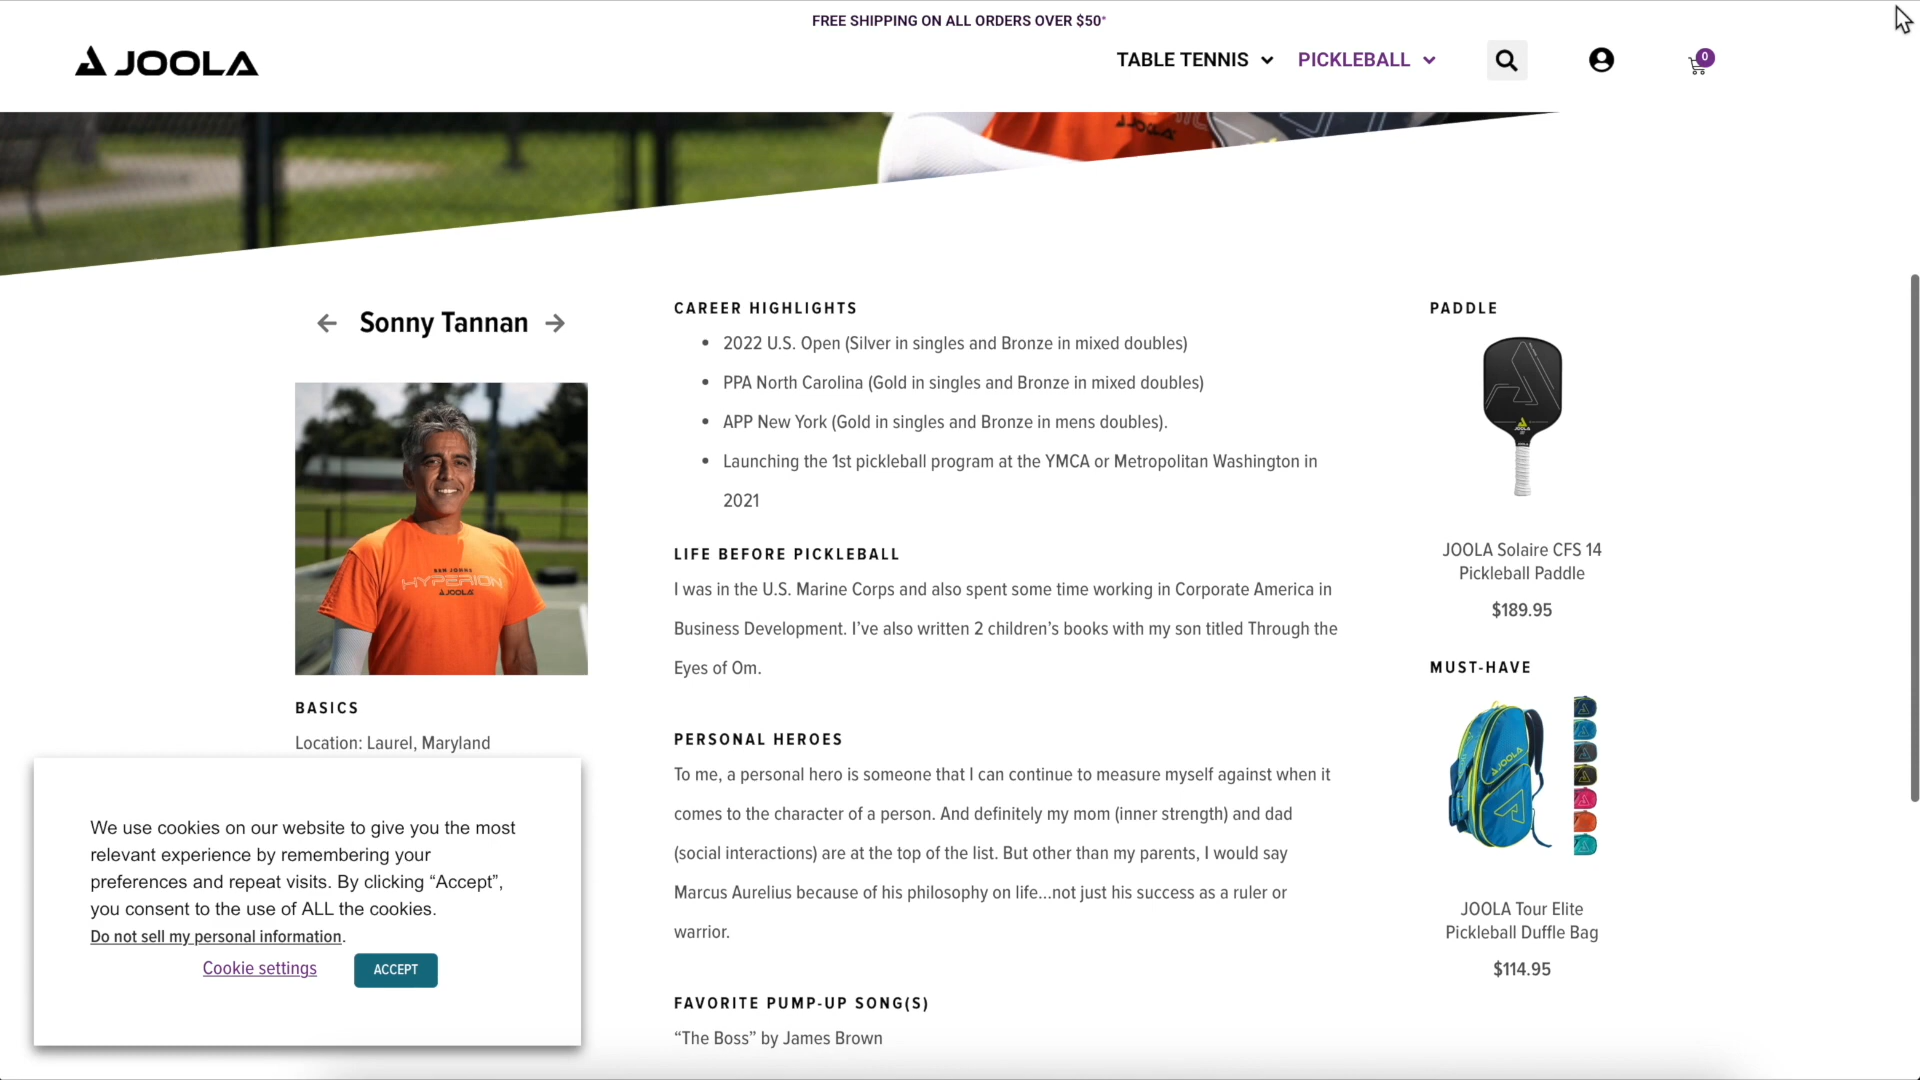 FREE SHIPPING ON ALL ORDERS OVER $50*
JOOLA
TABLE TENNIS
PICKLEBALL
0
JOOLA
Sonny Tannan
BEN JOHNS
HYPERION
JOOLA
BASICS
Location: Laurel, Maryland
We use cookies on our website to give you the most
relevant experience by remembering your
preferences and repeat visits. By clicking “Accept”,
you consent to the use of ALL the cookies.
Do not sell my personal information.
Cookie settings
ACCEPT
CAREER HIGHLIGHTS
• 2022 U.S. Open (Silver in singles and Bronze in mixed doubles)
• PPA North Carolina (Gold in singles and Bronze in mixed doubles)
• APP New York (Gold in singles and Bronze in mens doubles).
• Launching the 1st pickleball program at the YMCA or Metropolitan Washington in
2021
LIFE BEFORE PICKLEBALL
I was in the U.S. Marine Corps and also spent some time working in Corporate America in
Business Development. I’ve also written 2 children’s books with my son titled Through the
Eyes of Om.
PERSONAL HEROES
To me, a personal hero is someone that I can continue to measure myself against when it
comes to the character of a person. And definitely my mom (inner strength) and dad
(social interactions) are at the top of the list. But other than my parents, I would say
Marcus Aurelius because of his philosophy on life...not just his success as a ruler or
warrior.
FAVORITE PUMP-UP SONG(S)
“The Boss” by James Brown
PADDLE
JOOLA
JOOLA Solaire CFS 14
Pickleball Paddle
$189.95
MUST-HAVE
JOOLA
JOOLA Tour Elite
Pickleball Duffle Bag
$114.95